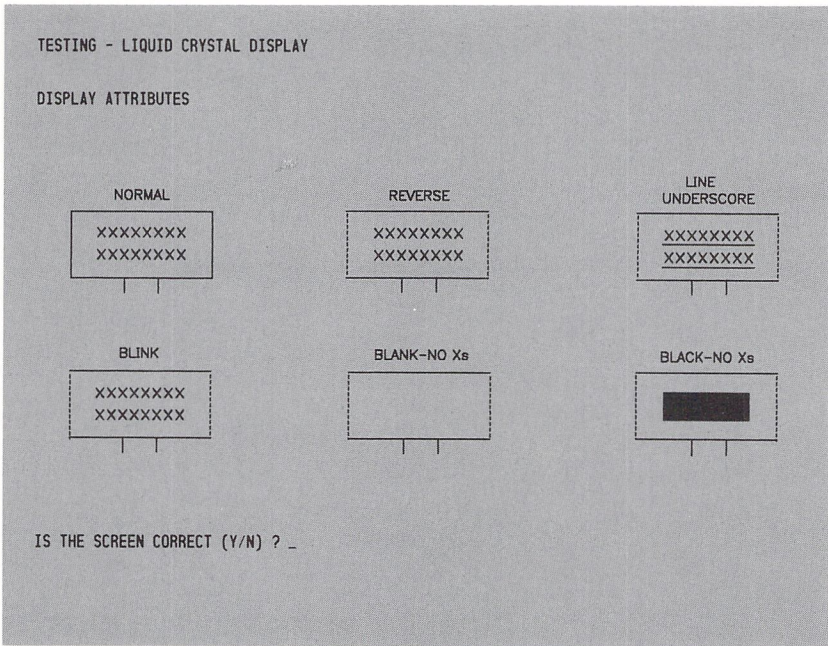 TESTING - LIQUID CRYSTAL DISPLAY
DISPLAY ATTRIBUTES
NORMAL
XXXXXXXX
XXXXXXXX
REVERSE
XXXXXXXX
XXXXXXXX
LINE
UNDERSCORE
XXXXXXXX
XXXXXXXX
BLINK
XXXXXXXX
XXXXXXXX
BLANK-NO Xs
BLACK-NO Xs
IS THE SCREEN CORRECT (Y/N) ? _